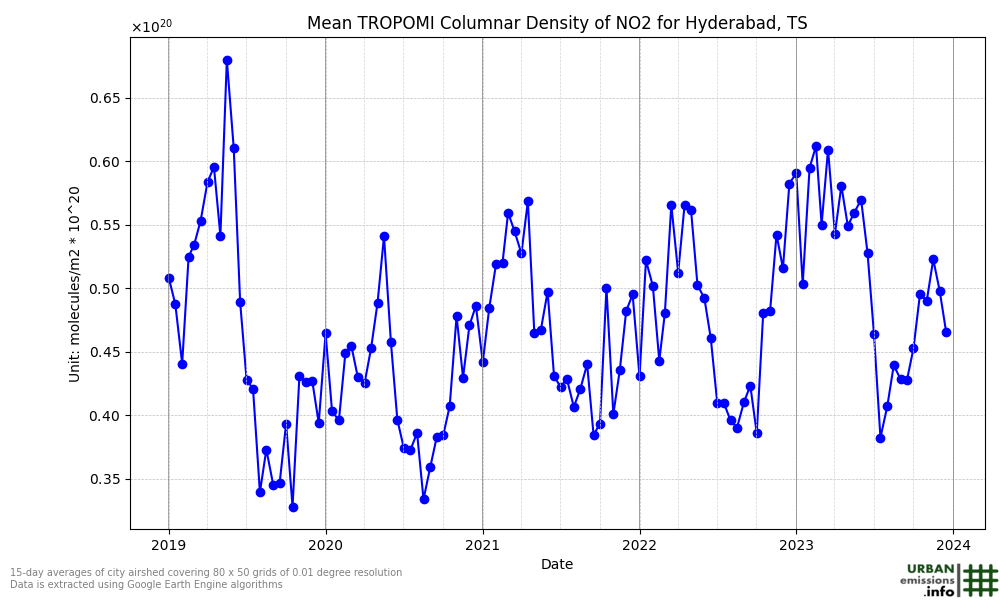 Mean TROPOMI Columnar Density of NO2 for Hyderabad, TS
×10²⁰
0.65
0.60
0.55
0.50
0.45
0.40
0.35
Unit: molecules/m2 * 10^20
2019 2020 2021 2022 2023 2024
Date
15-day averages of city airshed covering 80 x 50 grids of 0.01 degree resolution
Data is extracted using Google Earth Engine algorithms
URBAN
emissions
.info